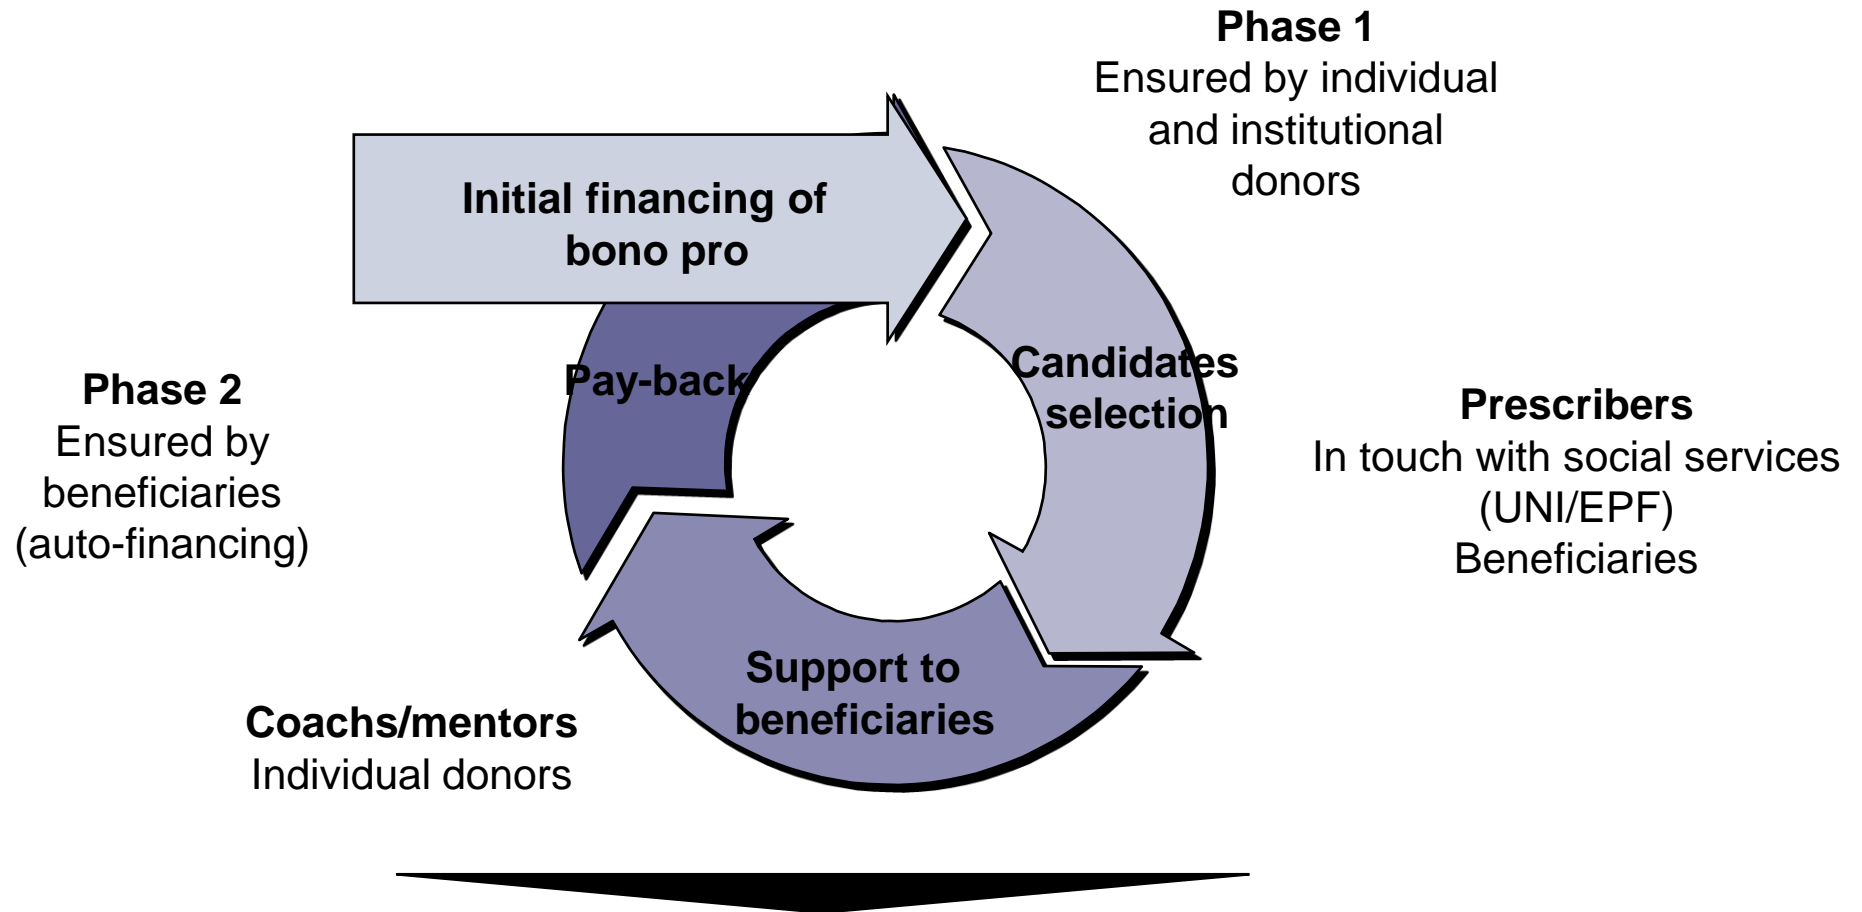 Phase 1
Ensured by individual
and institutional
donors
Initial financing of
bono pro
Pay-back
Candidates
selection
Phase 2
Ensured by
beneficiaries
(auto-financing)
Prescribers
In touch with social services
(UNI/EPF)
Beneficiaries
Support to
beneficiaries
Coachs/mentors
Individual donors